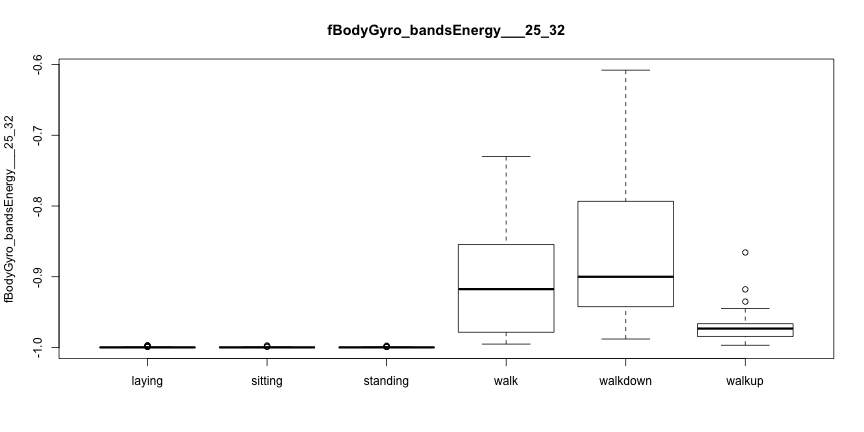 fBodyGyro_bandsEnergy___25_32
fBodyGyro_bandsEnergy___25_32
-0.6
-0.7
-0.8
-0.9
-1.0
laying sitting standing walk walkdown walkup